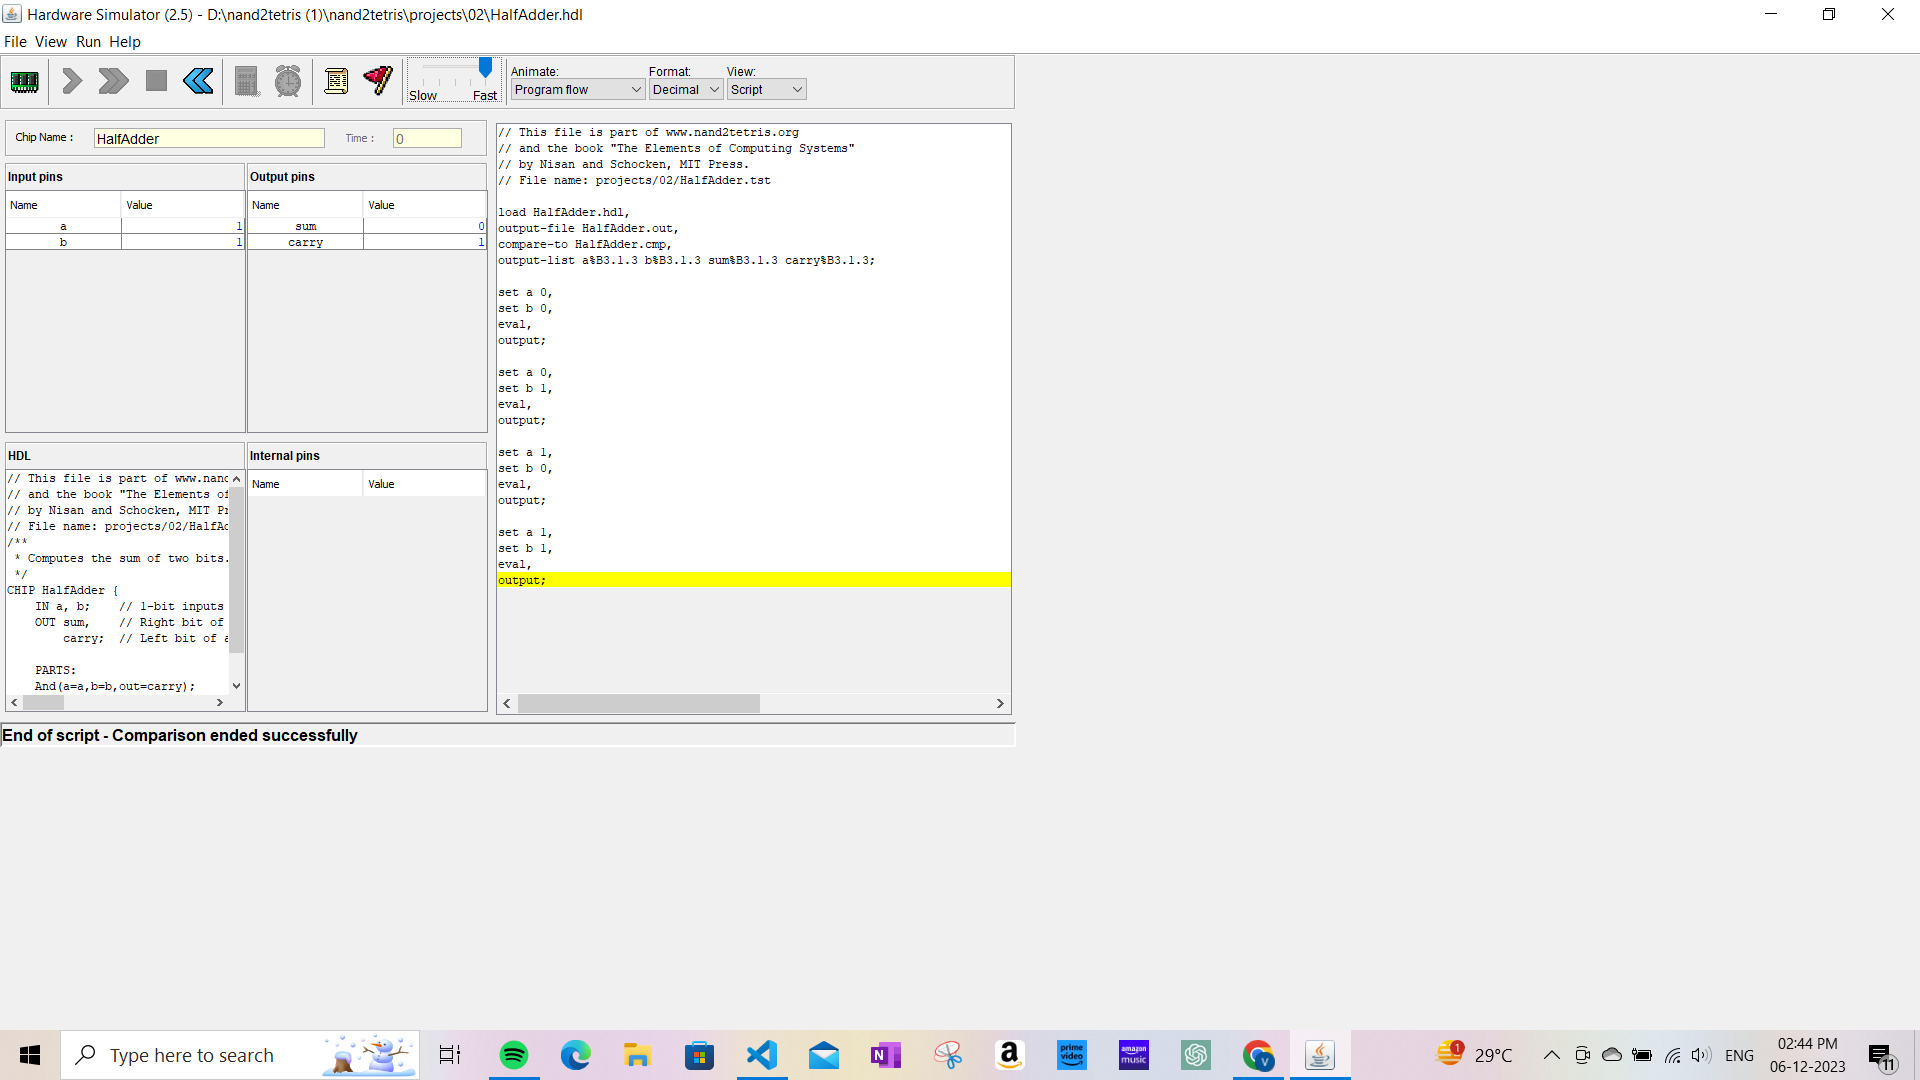 Hardware Simulator (2.5) - D:\nand2tetris (1)\nand2tetris\projects\02\HalfAdder.hdl
File View Run Help
Slow Fast
Animate:
Program flow
Format:
Decimal
View:
Script
Chip Name :
HalfAdder
Time :
0
Input pins
Name Value
a 1
b 1
Output pins
Name Value
sum 0
carry 1
HDL
// This file is part of www.nand
// and the book "The Elements of
// by Nisan and Schocken, MIT Pr
// File name: projects/02/HalfAd
/**
* Computes the sum of two bits.
*/
CHIP HalfAdder {
IN a, b; // 1-bit inputs
OUT sum, // Right bit of
carry; // Left bit of a
PARTS:
And(a=a,b=b,out=carry);
Internal pins
Name Value
// This file is part of www.nand2tetris.org
// and the book "The Elements of Computing Systems"
// by Nisan and Schocken, MIT Press.
// File name: projects/02/HalfAdder.tst
load HalfAdder.hdl,
output-file HalfAdder.out,
compare-to HalfAdder.cmp,
output-list a%B3.1.3 b%B3.1.3 sum%B3.1.3 carry%B3.1.3;
set a 0,
set b 0,
eval,
output;
set a 0,
set b 1,
eval,
output;
set a 1,
set b 0,
eval,
output;
set a 1,
set b 1,
eval,
output;
End of script - Comparison ended successfully
Type here to search
N
a
prime video
amazon music
V
1
29°C
ENG
02:44 PM
06-12-2023
11